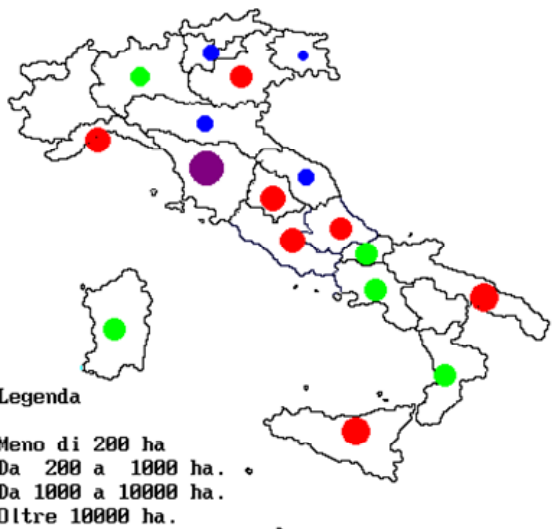 Legenda
Meno di 200 ha
Da 200 a 1000 ha.
Da 1000 a 10000 ha.
Oltre 10000 ha.